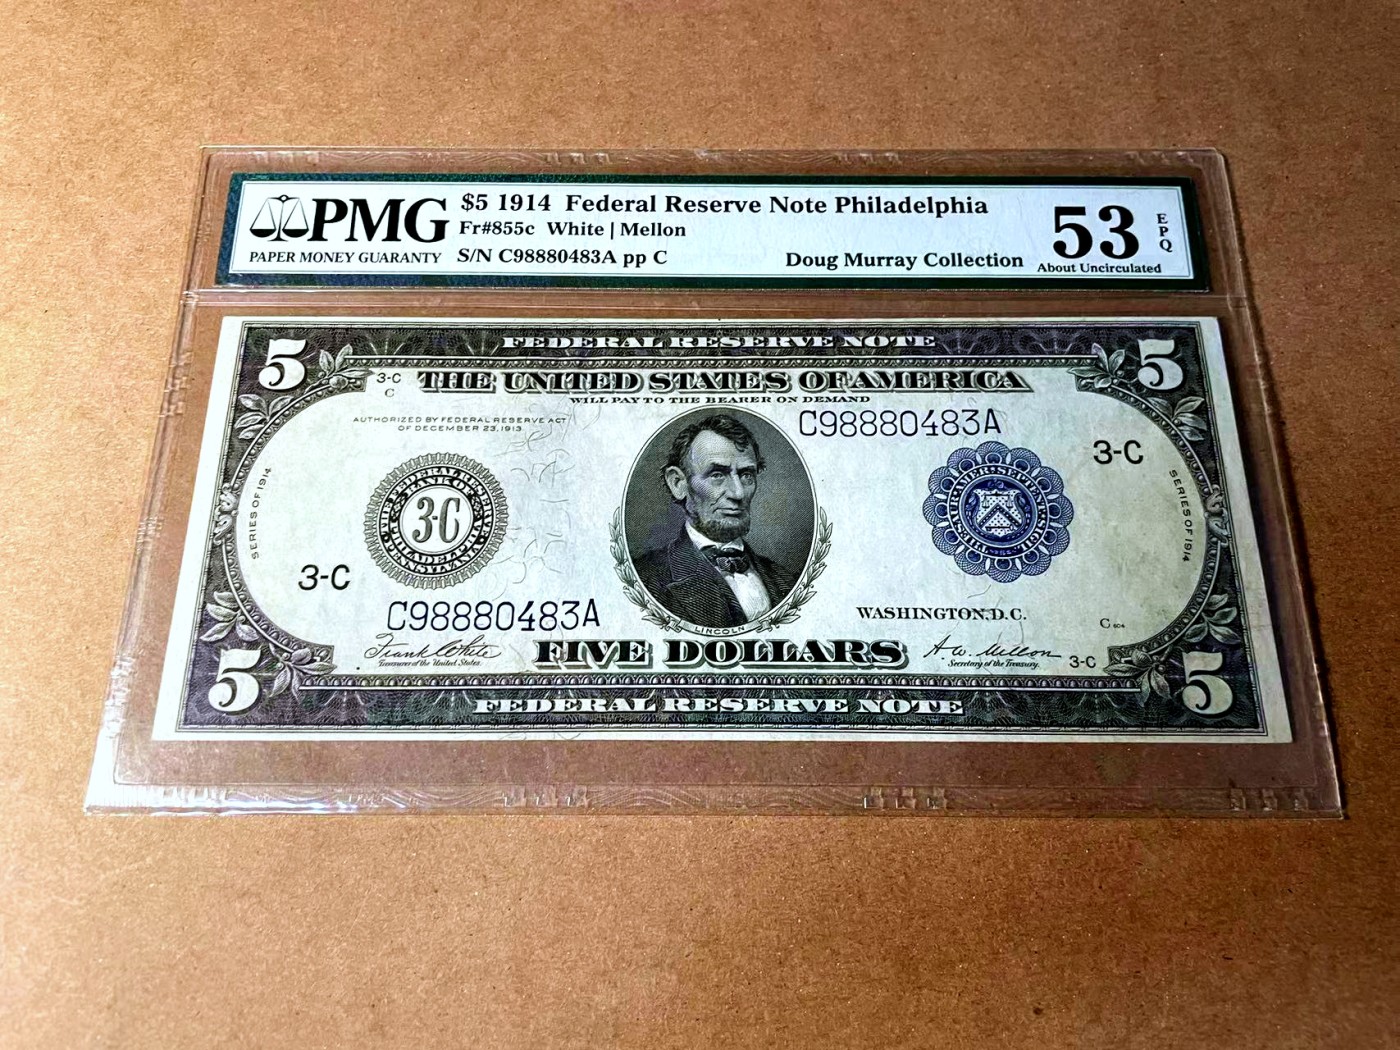 PMG
PAPER MONEY GUARANTY
$5 1914 Federal Reserve Note Philadelphia
Fr#855c White | Mellon
S/N C98880483A pp C
Doug Murray Collection
53
EPQ
About Uncirculated
FEDERAL RESERVE NOTE
5
5
3-C
C
THE UNITED STATES OF AMERICA
WILL PAY TO THE BEARER ON DEMAND
AUTHORIZED BY FEDERAL RESERVE ACT
OF DECEMBER 23, 1913
C98880483A
3-C
SERIES OF 1914
3-C
SERIES OF 1914
3-C
C98880483A
LINCOLN
WASHINGTON, D.C.
C
Frank White
Treasurer of the United States.
FIVE DOLLARS
A.W. Mellon
Secretary of the Treasury.
3-C
5
5
FEDERAL RESERVE NOTE